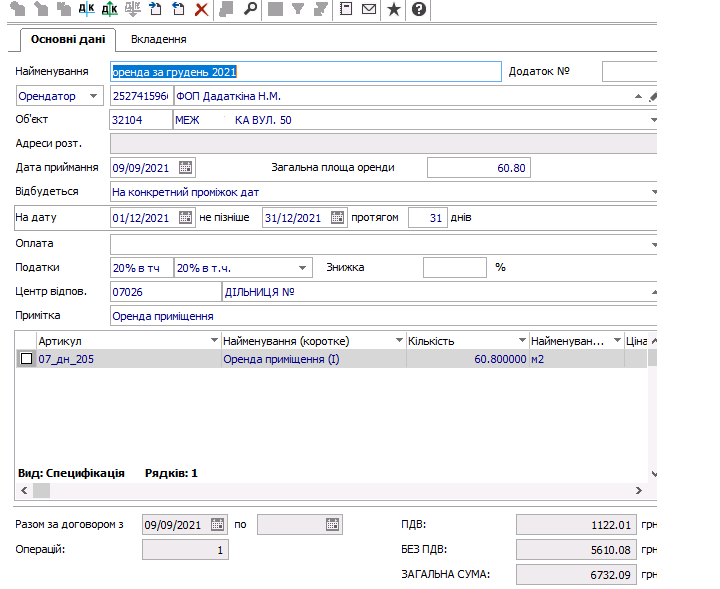 Основні дані Вкладення
Найменування оренда за грудень 2021 Додаток №
Орендатор 252741596 ФОП Дадаткіна Н.М.
Об'єкт 32104 МЕЖ КА ВУЛ. 50
Адреси розт.
Дата приймання 09/09/2021 Загальна площа оренди 60.80
Відбудеться На конкретний проміжок дат
На дату 01/12/2021 не пізніше 31/12/2021 протягом 31 днів
Оплата
Податки 20% в тч 20% в т.ч. Знижка %
Центр відпов. 07026 ДІЛЬНИЦЯ №
Примітка Оренда приміщення
Артикул Найменування (коротке) Кількість Найменуван... Ціна
07_дн_205 Оренда приміщення (І) 60.800000 м2
Вид: Специфікація Рядків: 1
Разом за договором з 09/09/2021 по ПДВ: 1122.01 грн
Операцій: 1 БЕЗ ПДВ: 5610.08 грн
ЗАГАЛЬНА СУМА: 6732.09 грн